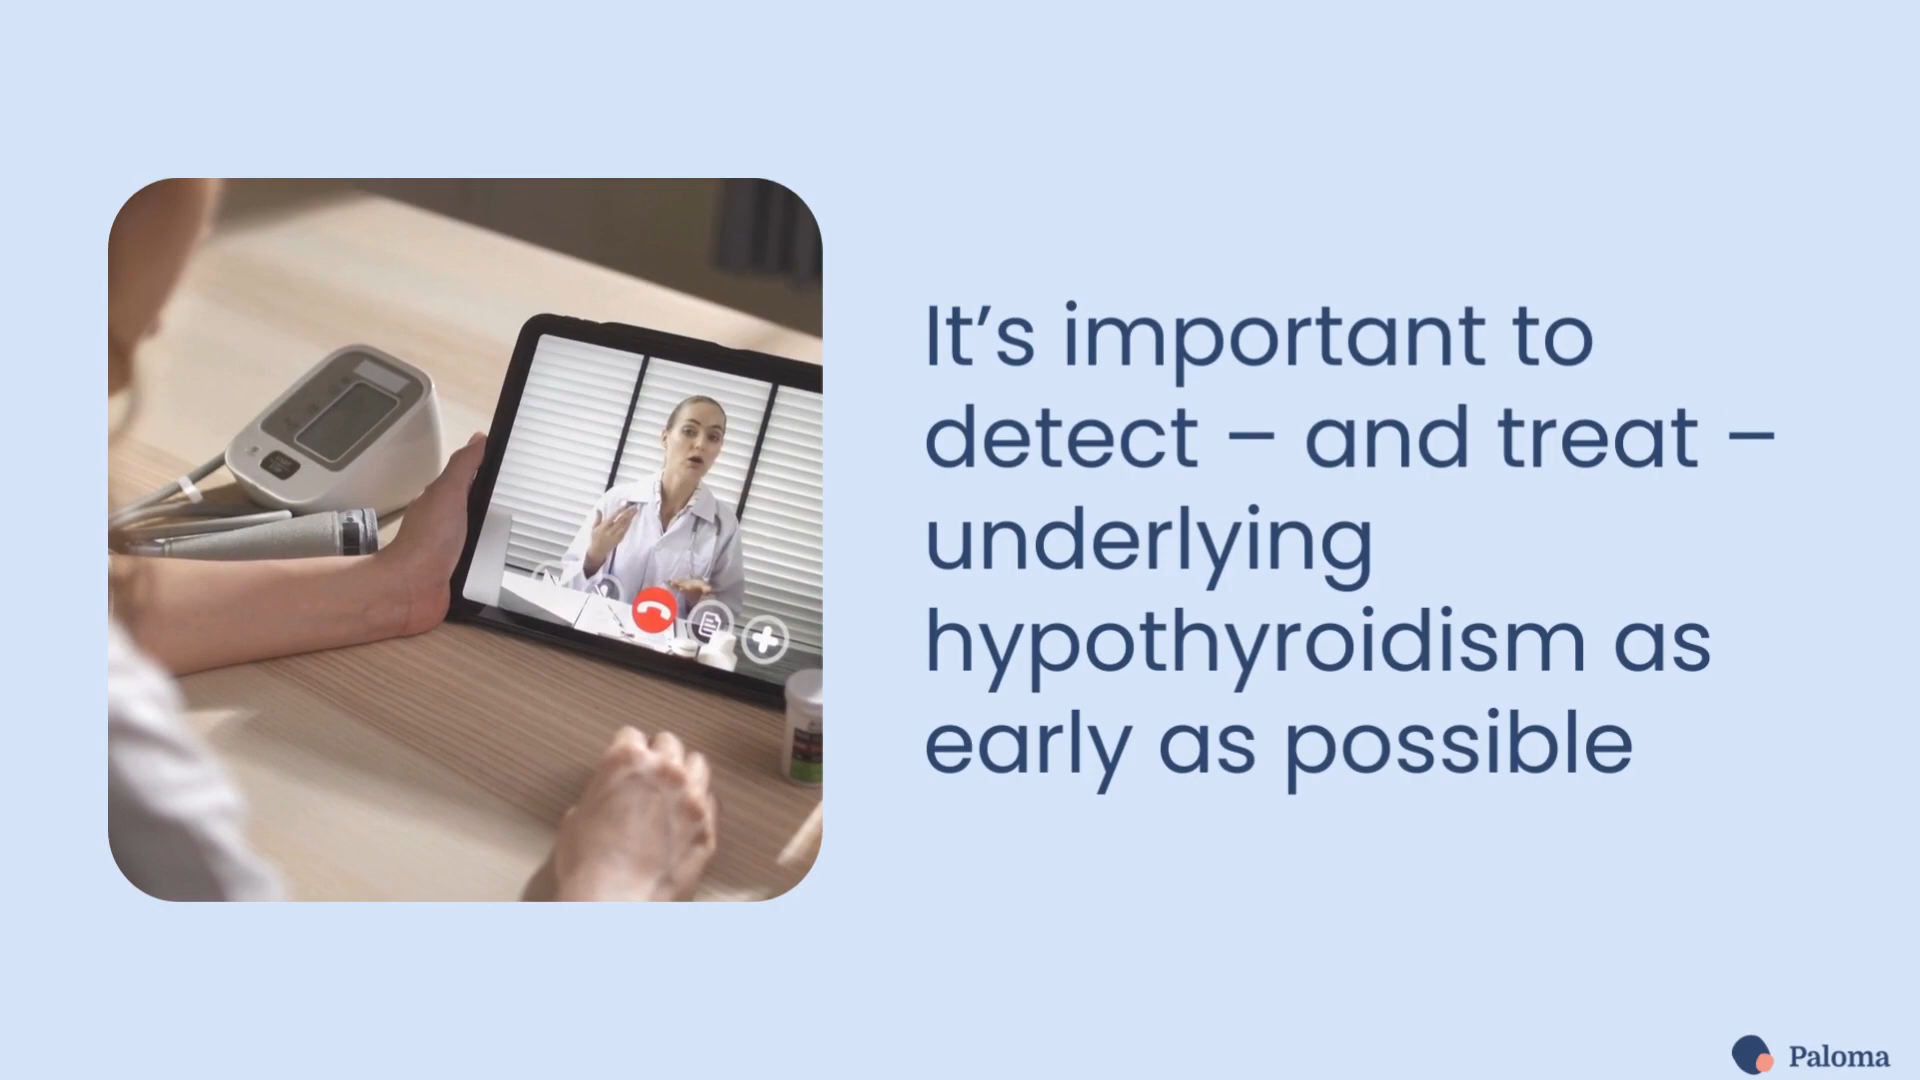 It’s important to
detect – and treat –
underlying
hypothyroidism as
early as possible
Paloma